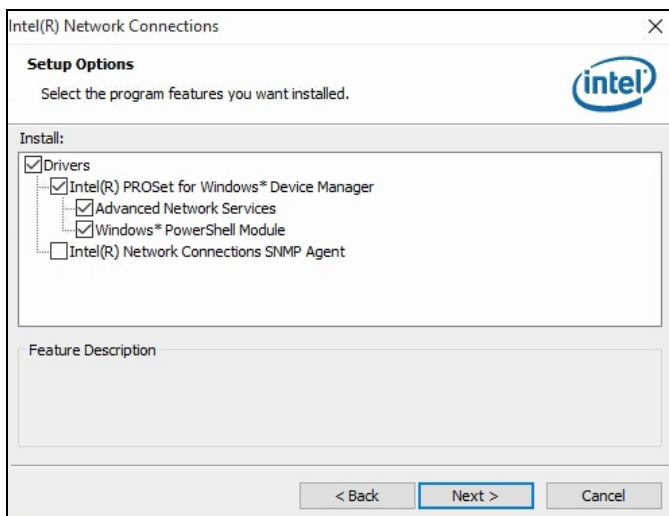 Intel(R) Network Connections
Setup Options
Select the program features you want installed.
intel
Install:
Drivers
Intel(R) PROSet for Windows* Device Manager
Advanced Network Services
Windows* PowerShell Module
Intel(R) Network Connections SNMP Agent
Feature Description
< Back Next > Cancel